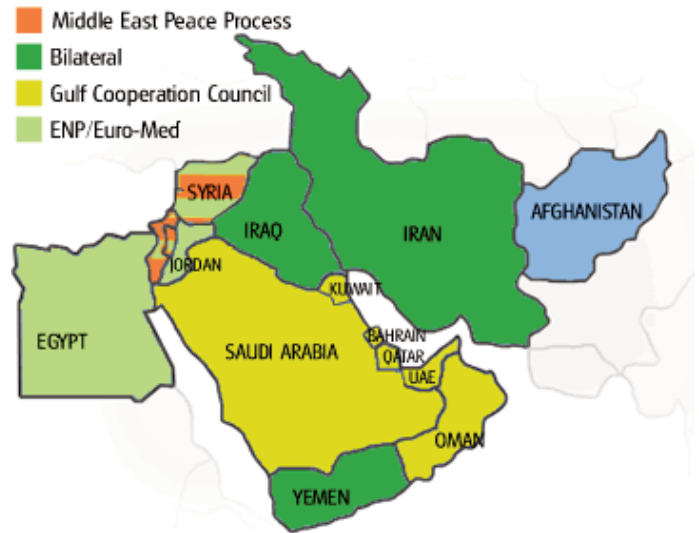 Middle East Peace Process
Bilateral
Gulf Cooperation Council
ENP/Euro-Med
SYRIA
AFGHANISTAN
IRAQ
IRAN
JORDAN
KUWAIT
EGYPT
BAHRAIN
SAUDI ARABIA
QATAR
UAE
OMAN
YEMEN